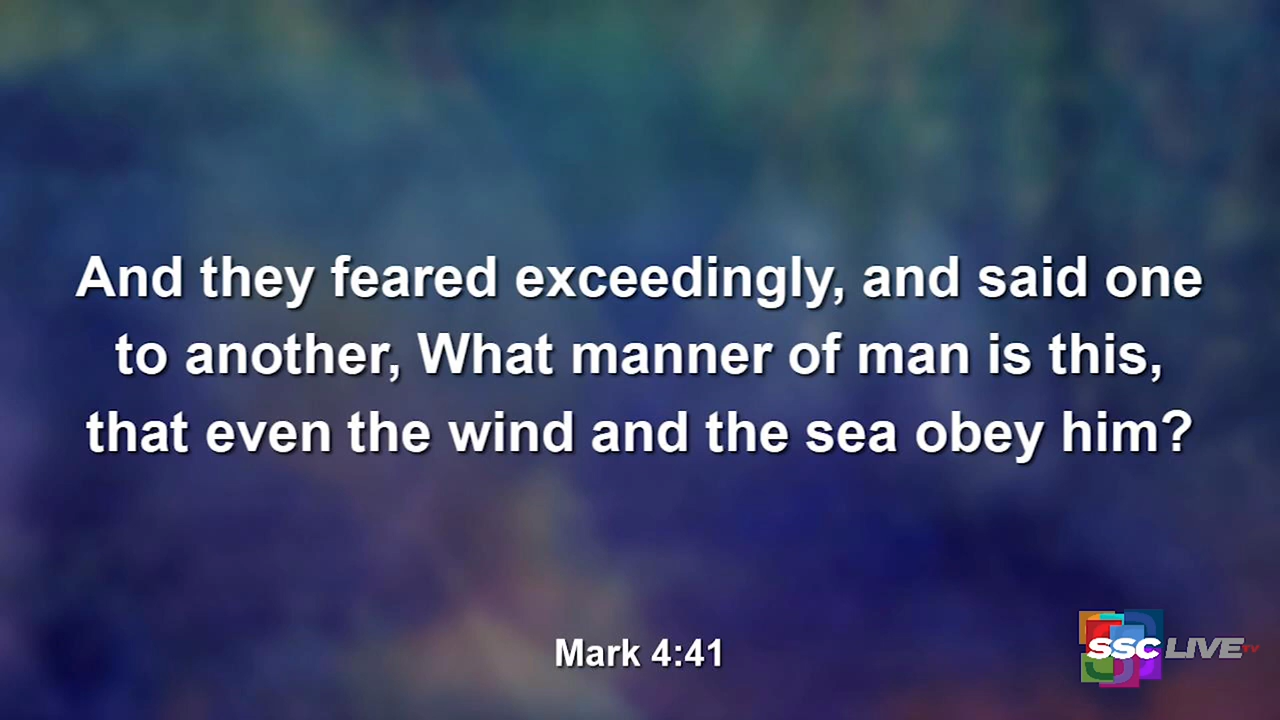 And they feared exceedingly, and said one
to another, What manner of man is this,
that even the wind and the sea obey him?
Mark 4:41
SSC LIVE TV